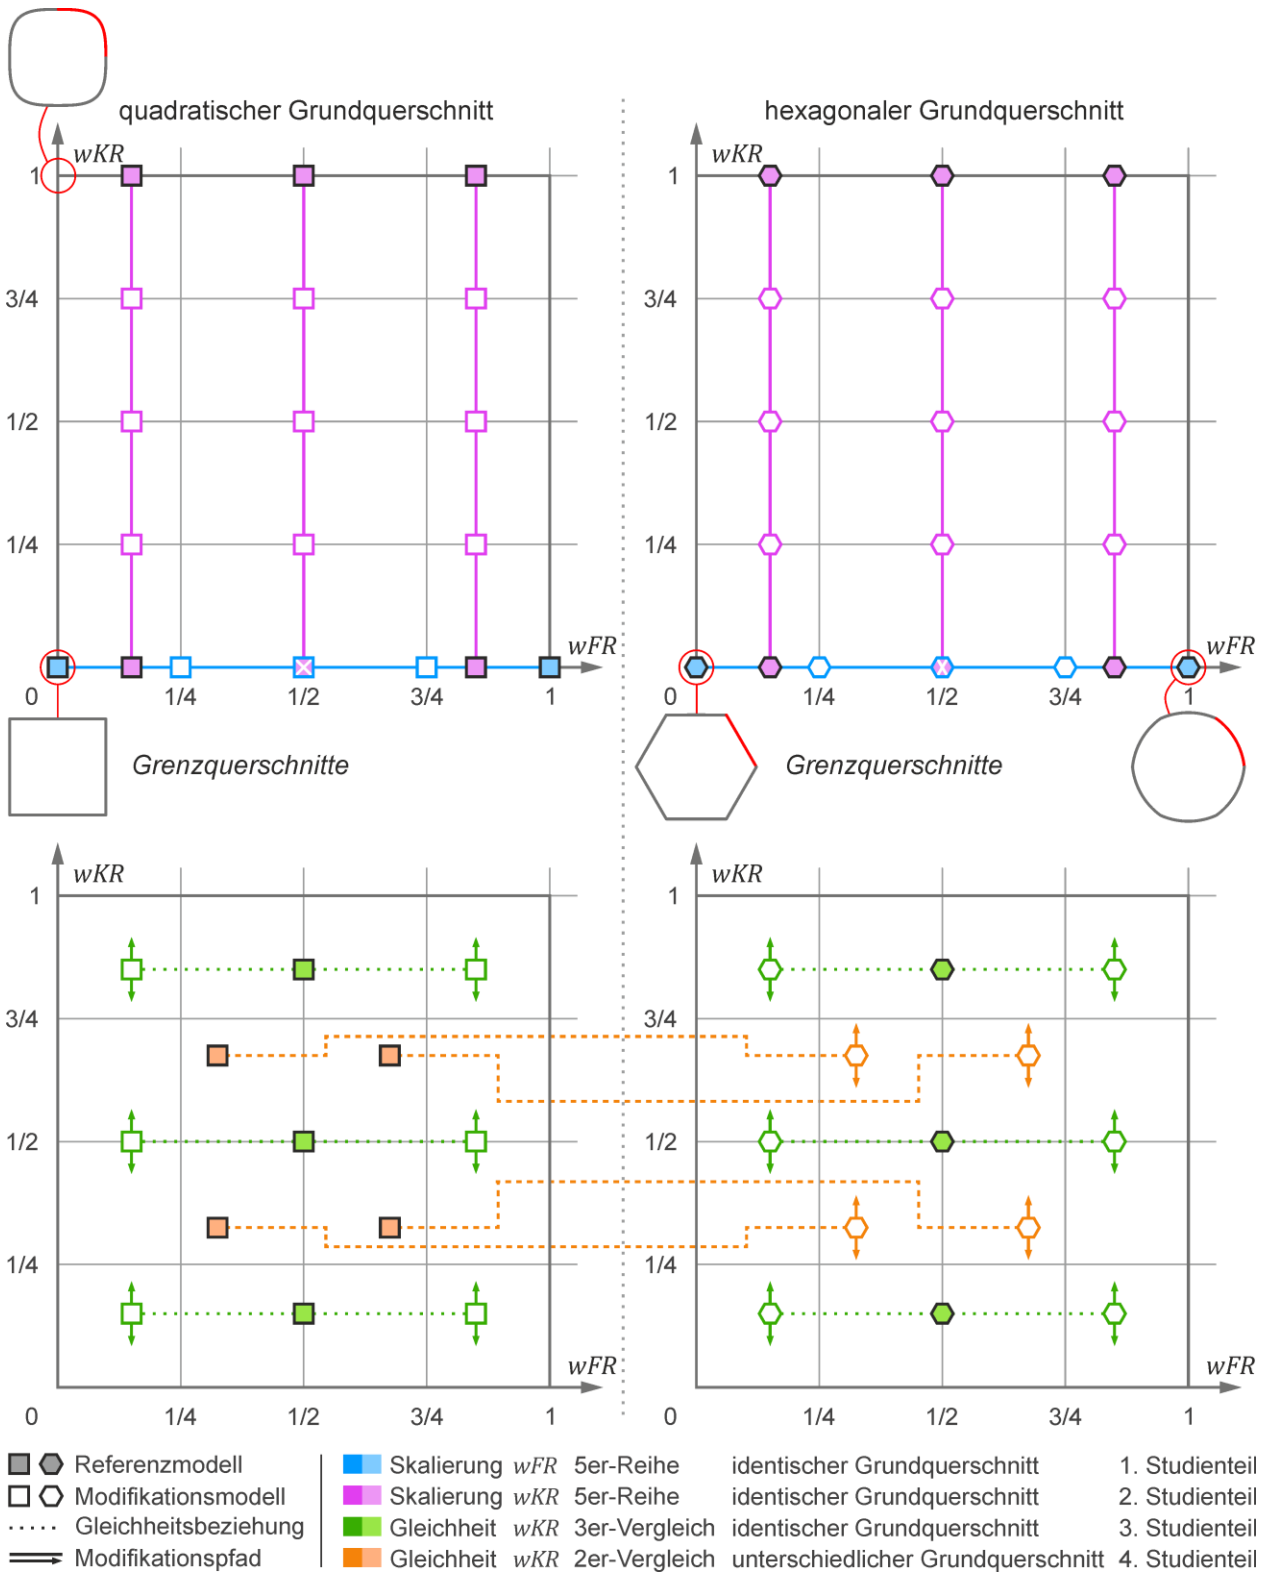 quadratischer Grundquerschnitt
hexagonaler Grundquerschnitt
wKR
wKR
1
1
3/4
3/4
1/2
1/2
1/4
1/4
wFR
wFR
0 1/4 1/2 3/4 1
0 1/4 1/2 3/4 1
Grenzquerschnitte
Grenzquerschnitte
wKR
wKR
1
1
3/4
3/4
1/2
1/2
1/4
1/4
wFR
wFR
0 1/4 1/2 3/4 1
0 1/4 1/2 3/4 1
Referenzmodell
Modifikationsmodell
Gleichheitsbeziehung
Modifikationspfad
Skalierung wFR 5er-Reihe identischer Grundquerschnitt 1. Studienteil
Skalierung wKR 5er-Reihe identischer Grundquerschnitt 2. Studienteil
Gleichheit wKR 3er-Vergleich identischer Grundquerschnitt 3. Studienteil
Gleichheit wKR 2er-Vergleich unterschiedlicher Grundquerschnitt 4. Studienteil